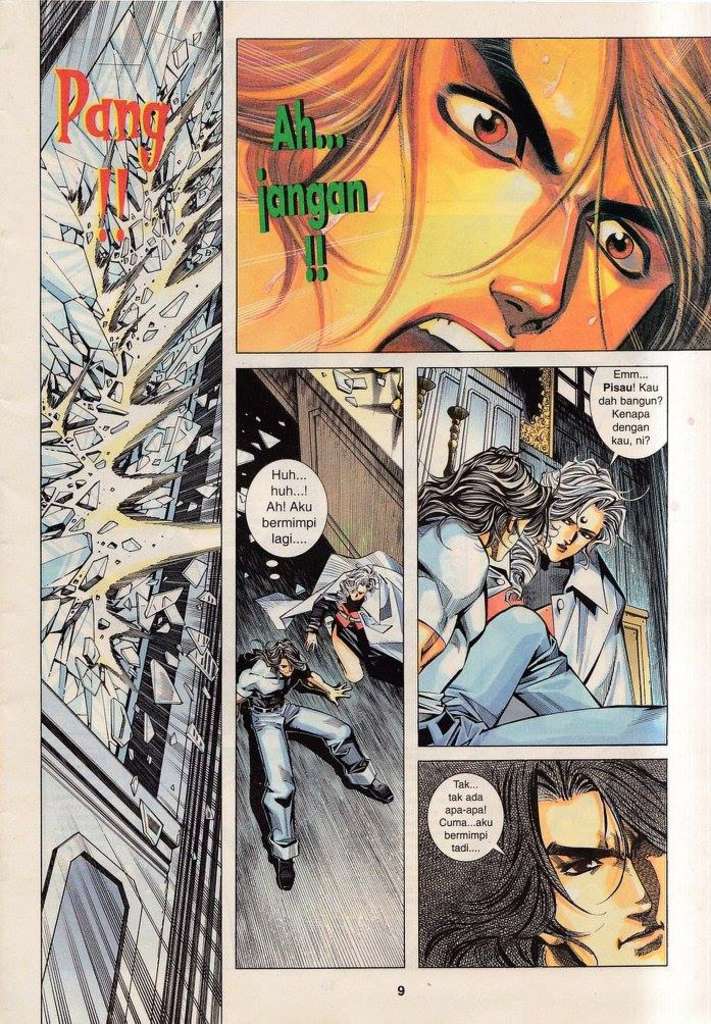 Pang
!!
Ah...
jangan
!!
Huh...
huh...!
Ah! Aku
bermimpi
lagi....
Emm...
Pisau! Kau
dah bangun?
Kenapa
dengan
kau, ni?
Tak...
tak ada
apa-apa!
Cuma...aku
bermimpi
tadi....
9